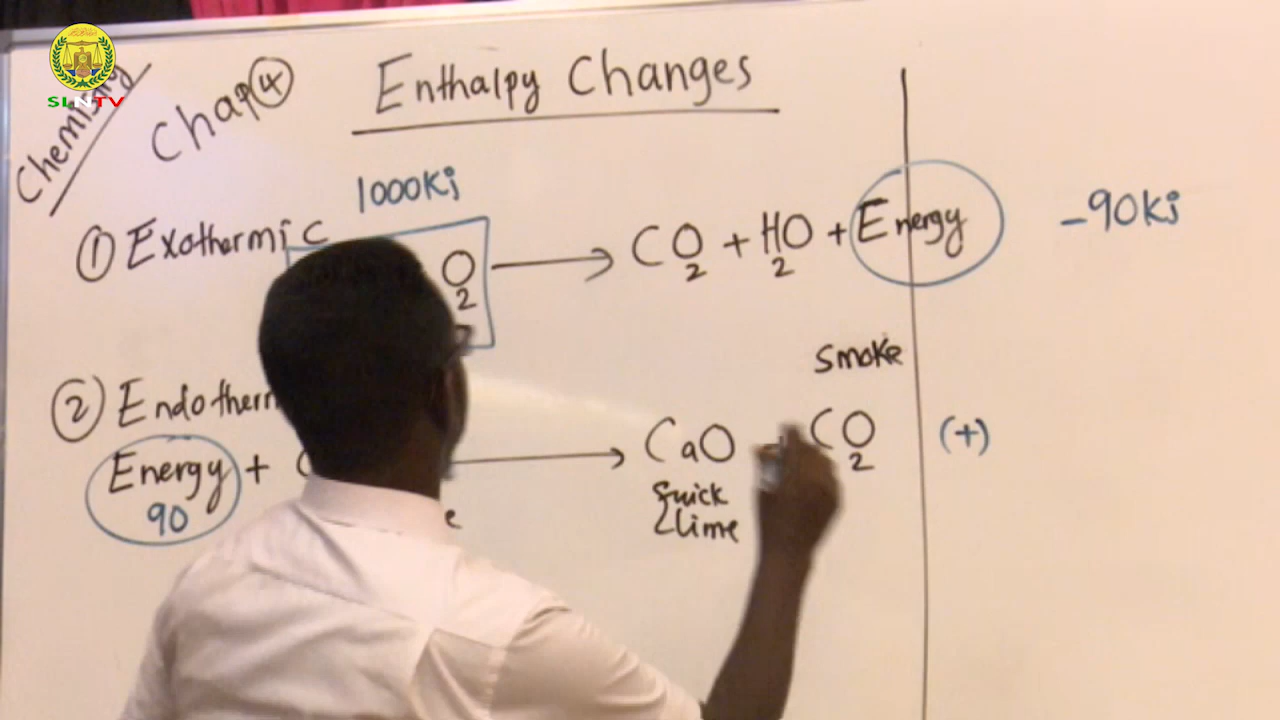 SLNTV
Chemistry
Chap 4
Enthalpy Changes
1000Kj
① Exothermic
O2 → CO2 + H2O + Energy
-90Kj
Smoke
② Endotherm
Energy +
90
→ CaO + CO2
(+)
Quick
Lime